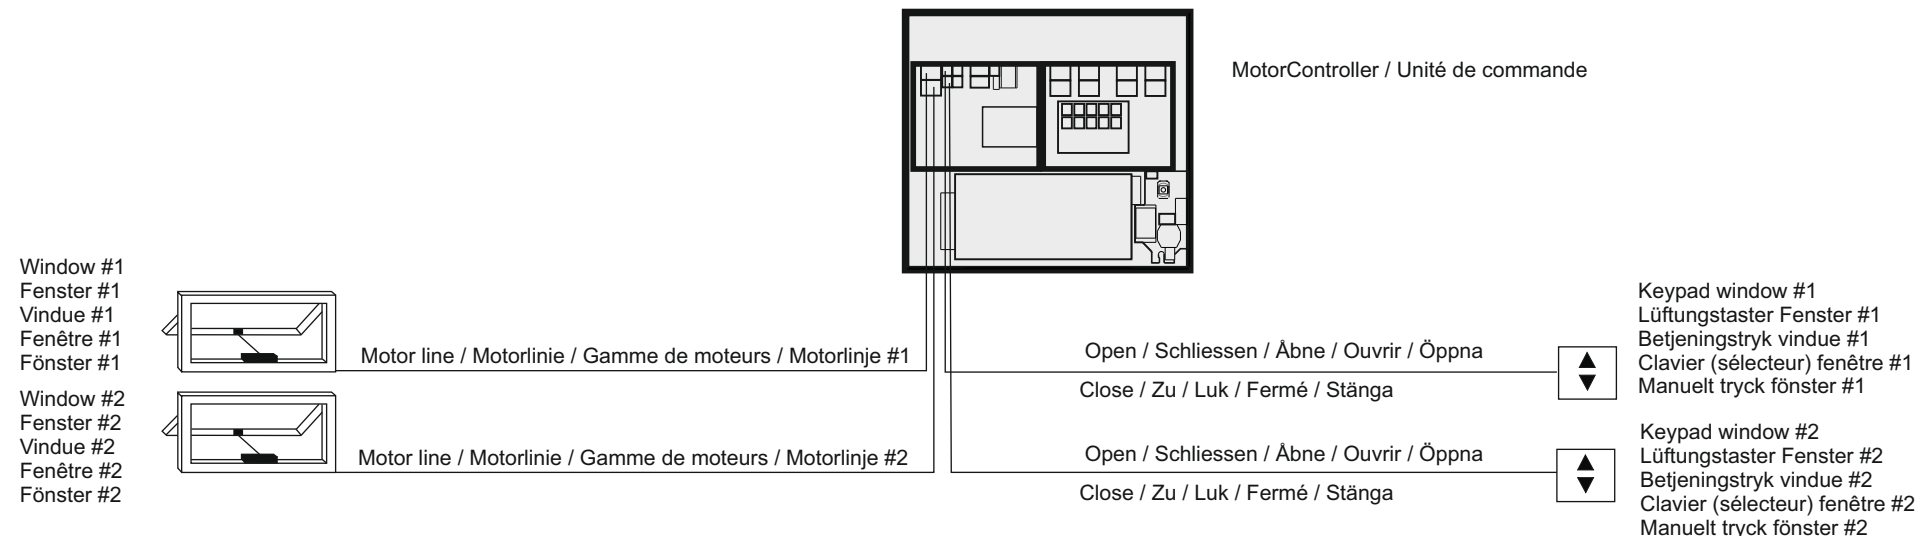 MotorController / Unité de commande
Window #1
Fenster #1
Vindue #1
Fenêtre #1
Fönster #1
Motor line / Motorlinie / Gamme de moteurs / Motorlinje #1
Open / Schliessen / Åbne / Ouvrir / Öppna
Close / Zu / Luk / Fermé / Stänga
Keypad window #1
Lüftungstaster Fenster #1
Betjeningstryk vindue #1
Clavier (sélecteur) fenêtre #1
Manuelt tryck fönster #1
Window #2
Fenster #2
Vindue #2
Fenêtre #2
Fönster #2
Motor line / Motorlinie / Gamme de moteurs / Motorlinje #2
Open / Schliessen / Åbne / Ouvrir / Öppna
Close / Zu / Luk / Fermé / Stänga
Keypad window #2
Lüftungstaster Fenster #2
Betjeningstryk vindue #2
Clavier (sélecteur) fenêtre #2
Manuelt tryck fönster #2